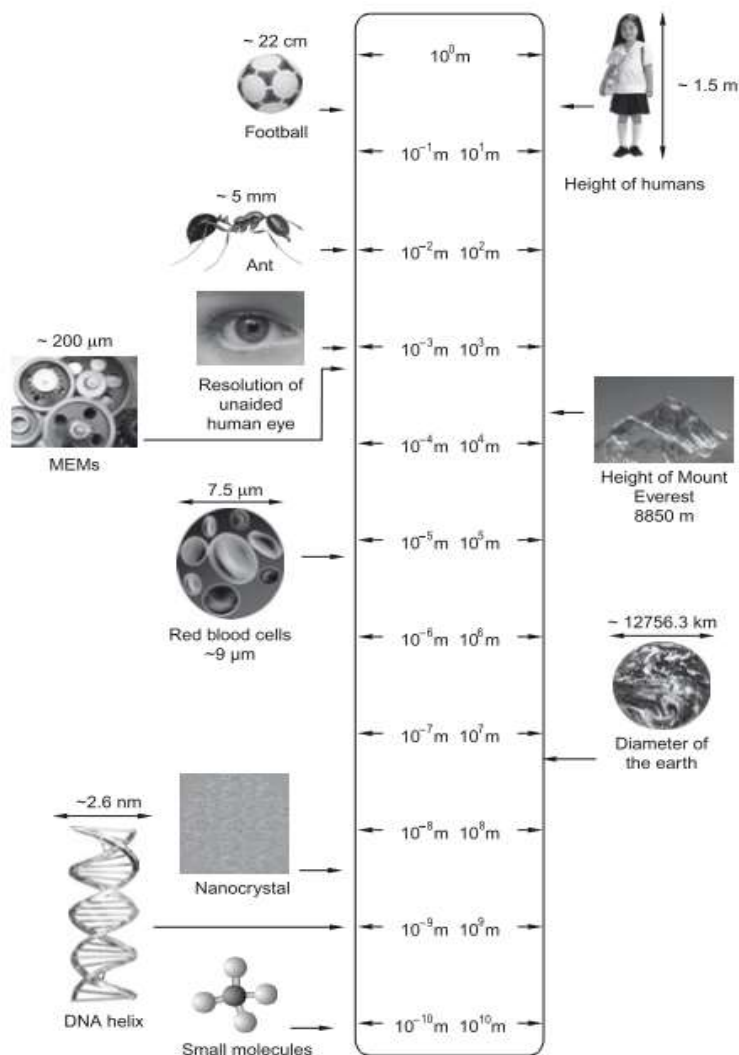 ~ 22 cm
Football
10⁰m
~ 1.5 m
Height of humans
10⁻¹m 10¹m
~ 5 mm
Ant
10⁻²m 10²m
Resolution of
unaided
human eye
10⁻³m 10³m
~ 200 µm
MEMs
10⁻⁴m 10⁴m
Height of Mount
Everest
8850 m
7.5 µm
Red blood cells
~9 µm
10⁻⁵m 10⁵m
10⁻⁶m 10⁶m
~ 12756.3 km
Diameter of
the earth
10⁻⁷m 10⁷m
~2.6 nm
DNA helix
Nanocrystal
10⁻⁸m 10⁸m
10⁻⁹m 10⁹m
Small molecules
10⁻¹⁰m 10¹⁰m